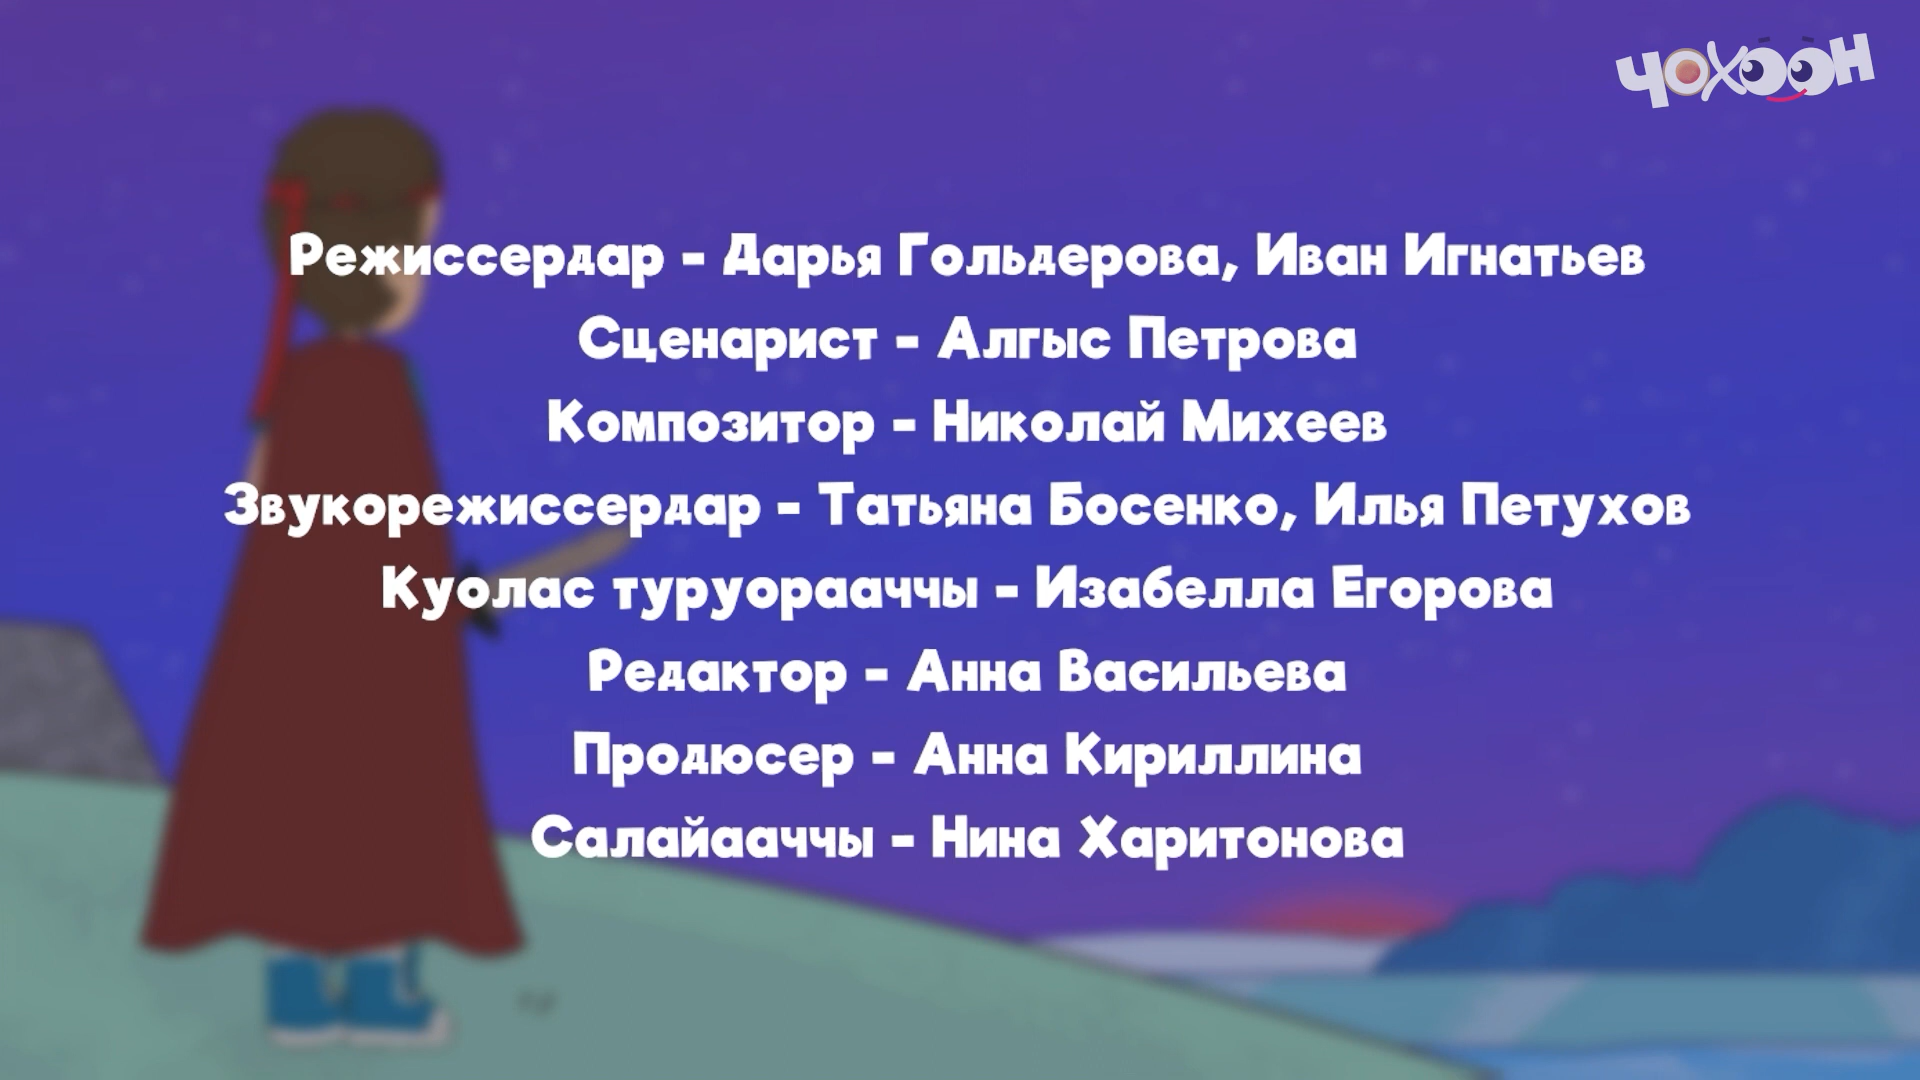 чохоон
Режиссердар - Дарья Гольдерова, Иван Игнатьев
Сценарист - Алгыс Петрова
Композитор - Николай Михеев
Звукорежиссердар - Татьяна Босенко, Илья Петухов
Куолас туруорааччы - Изабелла Егорова
Редактор - Анна Васильева
Продюсер - Анна Кириллина
Салайааччы - Нина Харитонова